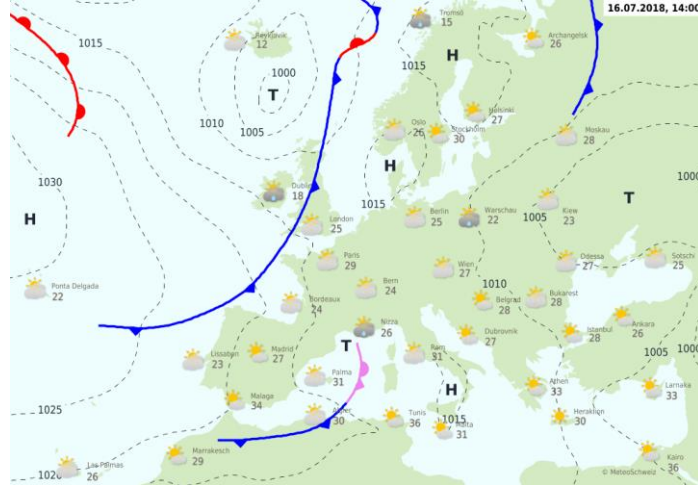 16.07.2018, 14:00
Tromsö
15
1015
Reykjavik
12
Archangelsk
26
H
1015
1000
T
1010
1005
Helsinki
27
Oslo
26
Stockholm
30
Moskau
28
H
1000
1030
Dublin
18
1015
T
H
London
25
Berlin
25
Warschau
22
1005
Kiew
23
Paris
29
Wien
27
Odessa
27
Sotschi
25
Ponta Delgada
22
Bern
24
1010
Bordeaux
24
Belgrad
28
Bukarest
28
Nizza
26
Dubrovnik
27
Istanbul
28
Ankara
26
T
Lissabon
23
Madrid
27
Rom
31
1000
1005
Palma
31
H
Athen
33
Larnaka
33
Malaga
34
1025
Algier
30
Tunis
36
1015
Malta
31
Heraklion
30
Marrakesch
29
Las Palmas
26
Kairo
36
1020
© MeteoSchweiz